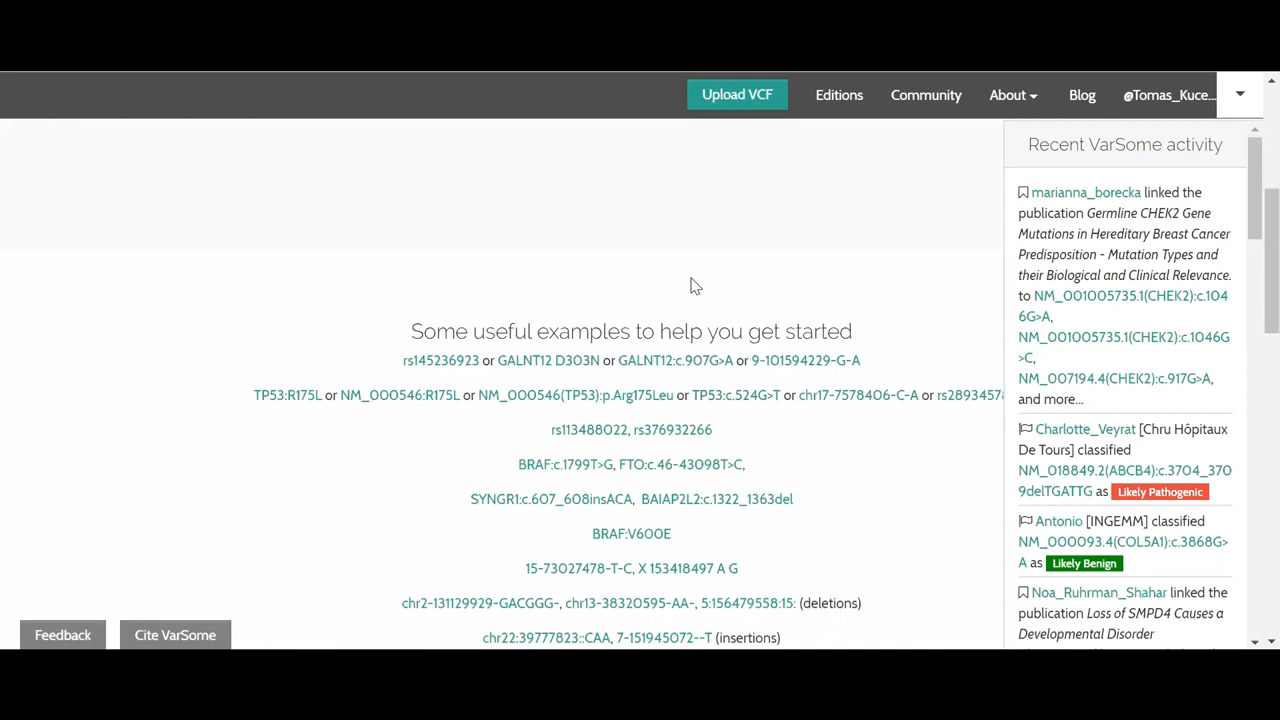 Upload VCF Editions Community About Blog @Tomas_Kuce...
Recent VarSome activity
marianna_borecka linked the
publication Germline CHEK2 Gene
Mutations in Hereditary Breast Cancer
Predisposition - Mutation Types and
their Biological and Clinical Relevance.
to NM_001005735.1(CHEK2):c.104
6G>A,
NM_001005735.1(CHEK2):c.1046G
>C,
NM_007194.4(CHEK2):c.917G>A,
and more...
Charlotte_Veyrat [Chru Hôpitaux
De Tours] classified
NM_018849.2(ABCB4):c.3704_370
9delTGATTG as Likely Pathogenic
Antonio [INGEMM] classified
NM_000093.4(COL5A1):c.3868G>
A as Likely Benign
Noa_Ruhrman_Shahar linked the
publication Loss of SMPD4 Causes a
Developmental Disorder
Some useful examples to help you get started
rs145236923 or GALNT12 D303N or GALNT12:c.907G>A or 9-101594229-G-A
TP53:R175L or NM_000546:R175L or NM_000546(TP53):p.Arg175Leu or TP53:c.524G>T or chr17-7578406-C-A or rs2893457
rs113488022, rs376932266
BRAF:c.1799T>G, FTO:c.46-43098T>C,
SYNGR1:c.607_608insACA, BAIAP2L2:c.1322_1363del
BRAF:V600E
15-73027478-T-C, X 153418497 A G
chr2-131129929-GACGGG-, chr13-38320595-AA-, 5:156479558:15: (deletions)
chr22:39777823::CAA, 7-151945072--T (insertions)
Feedback Cite VarSome